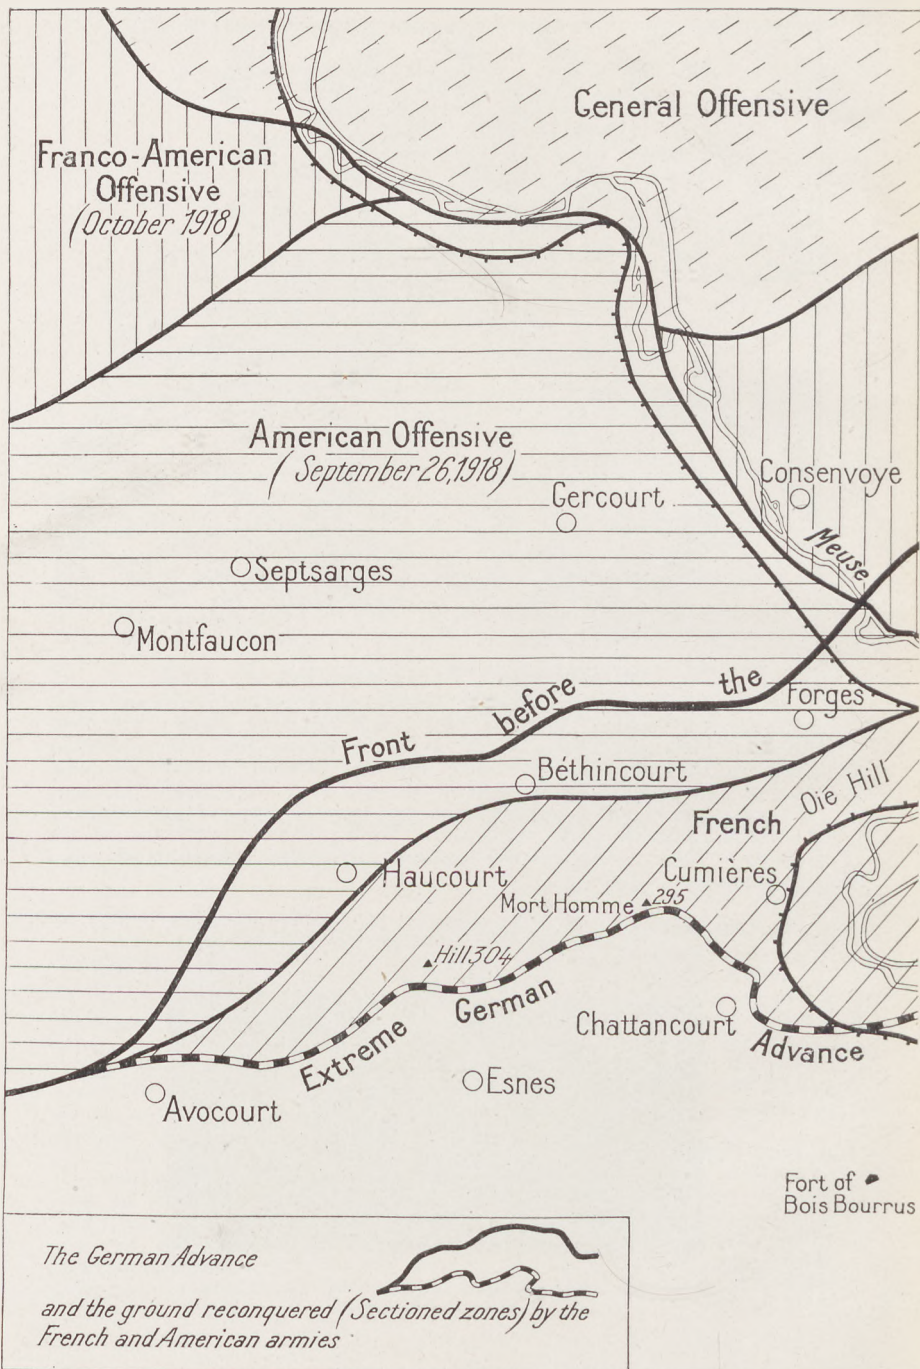 General Offensive
Franco-American
Offensive
(October 1918)
American Offensive
(September 26, 1918)
Consenvoye
Gercourt
Meuse
Septsarges
Montfaucon
Front before the
Forges
Béthincourt
Oie Hill
French
Haucourt
Cumières
Mort Homme 295
Hill 304
Extreme German Advance
Chattancourt
Esnes
Avocourt
Fort of
Bois Bourrus
The German Advance
and the ground reconquered (Sectioned zones) by the
French and American armies